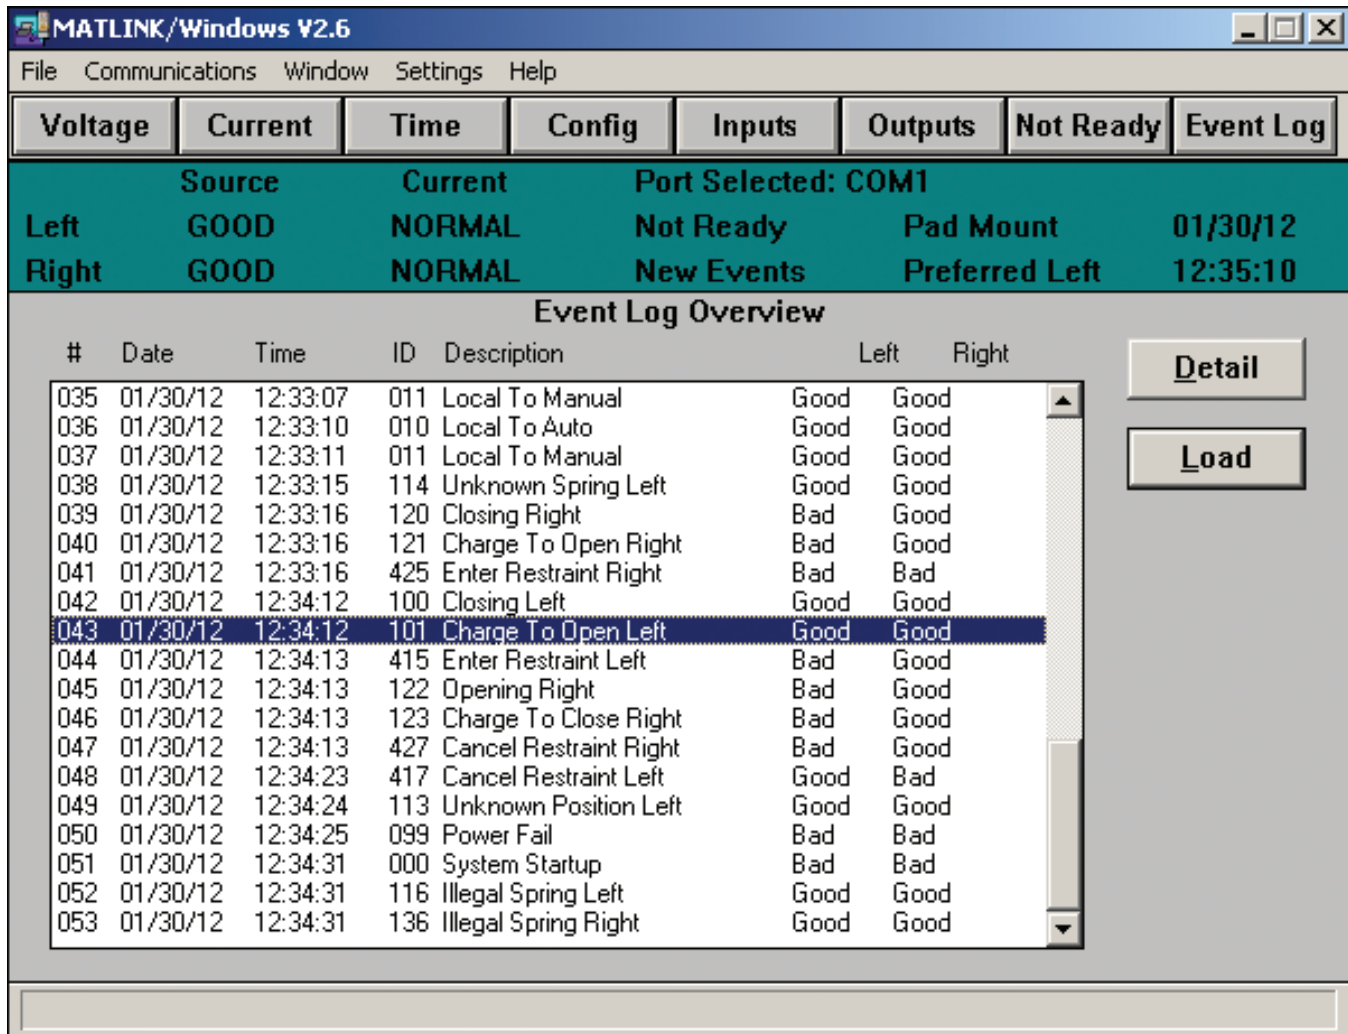 MATLINK/Windows V2.6
File Communications Window Settings Help
Voltage Current Time Config Inputs Outputs Not Ready Event Log
Source Current Port Selected: COM1
Left GOOD NORMAL Not Ready Pad Mount 01/30/12
Right GOOD NORMAL New Events Preferred Left 12:35:10
Event Log Overview
# Date Time ID Description Left Right
Detail
035 01/30/12 12:33:07 011 Local To Manual Good Good
036 01/30/12 12:33:10 010 Local To Auto Good Good
037 01/30/12 12:33:11 011 Local To Manual Good Good
Load
038 01/30/12 12:33:15 114 Unknown Spring Left Good Good
039 01/30/12 12:33:16 120 Closing Right Bad Good
040 01/30/12 12:33:16 121 Charge To Open Right Bad Good
041 01/30/12 12:33:16 425 Enter Restraint Right Bad Bad
042 01/30/12 12:34:12 100 Closing Left Good Good
043 01/30/12 12:34:12 101 Charge To Open Left Good Good
044 01/30/12 12:34:13 415 Enter Restraint Left Bad Good
045 01/30/12 12:34:13 122 Opening Right Bad Good
046 01/30/12 12:34:13 123 Charge To Close Right Bad Good
047 01/30/12 12:34:13 427 Cancel Restraint Right Bad Good
048 01/30/12 12:34:23 417 Cancel Restraint Left Good Bad
049 01/30/12 12:34:24 113 Unknown Position Left Good Good
050 01/30/12 12:34:25 099 Power Fail Bad Bad
051 01/30/12 12:34:31 000 System Startup Bad Bad
052 01/30/12 12:34:31 116 Illegal Spring Left Good Good
053 01/30/12 12:34:31 136 Illegal Spring Right Good Good